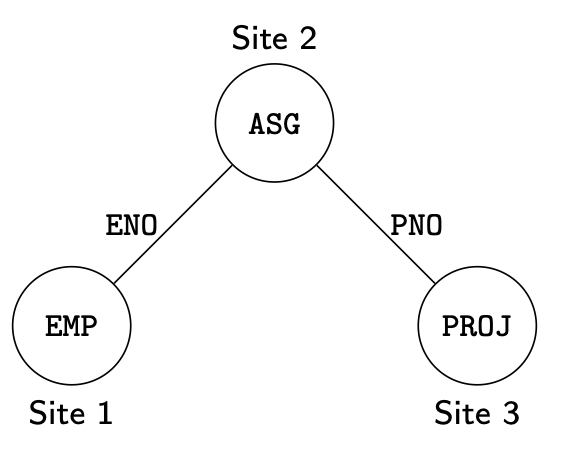 Site 2
ASG
ENO
PNO
EMP
PROJ
Site 1
Site 3